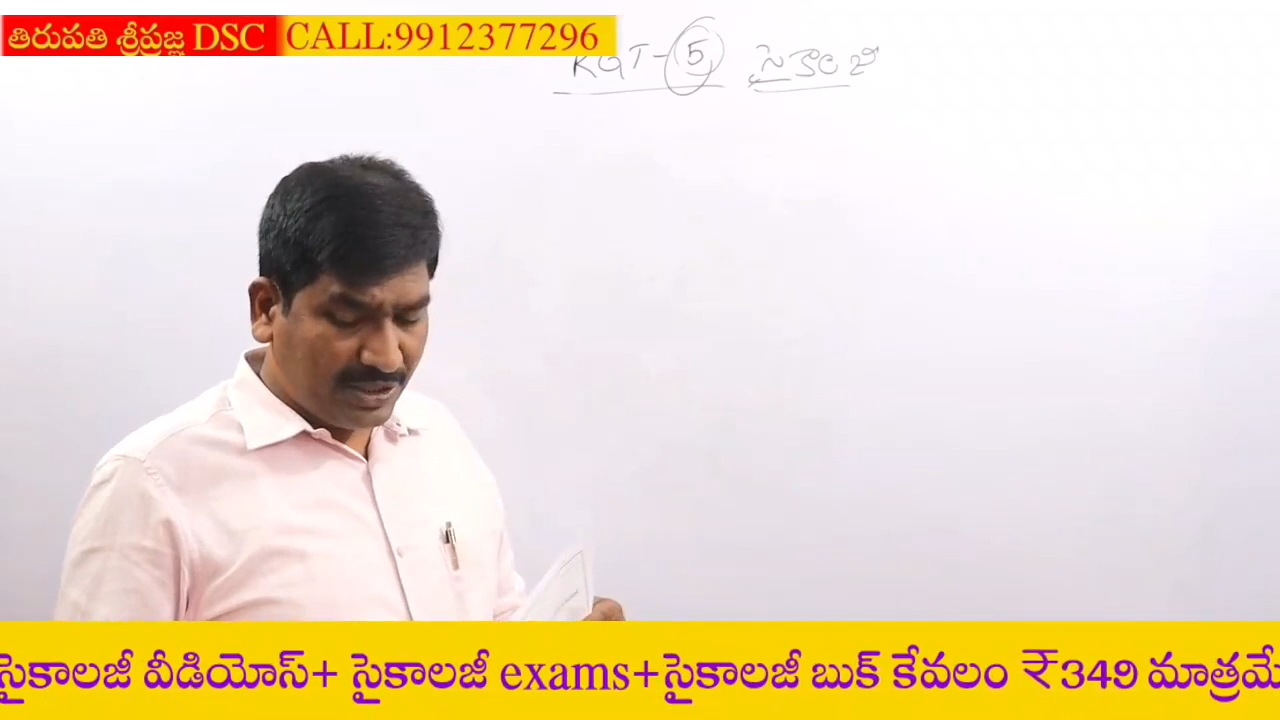 తిరుపతి శ్రీప్రజ్ఞ DSC CALL:9912377296
KGT-5 సైకాలజీ
సైకాలజీ వీడియోస్+ సైకాలజీ exams+సైకాలజీ బుక్ కేవలం ₹349 మాత్రమే